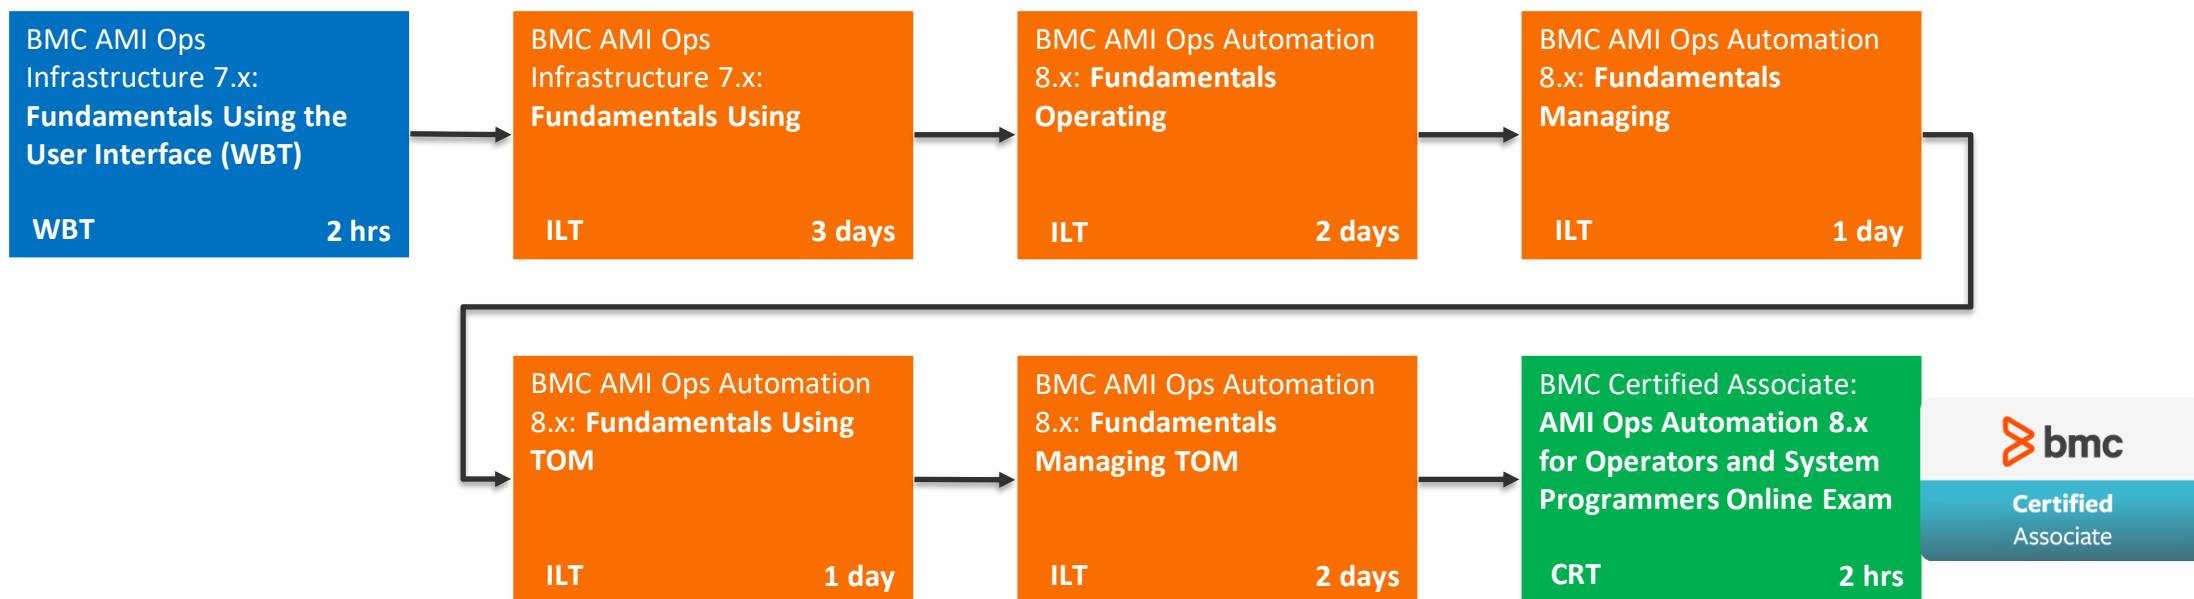 BMC AMI Ops
Infrastructure 7.x:
Fundamentals Using the
User Interface (WBT)
WBT 2 hrs
BMC AMI Ops
Infrastructure 7.x:
Fundamentals Using
ILT 3 days
BMC AMI Ops Automation
8.x: Fundamentals
Operating
ILT 2 days
BMC AMI Ops Automation
8.x: Fundamentals
Managing
ILT 1 day
BMC AMI Ops Automation
8.x: Fundamentals Using
TOM
ILT 1 day
BMC AMI Ops Automation
8.x: Fundamentals
Managing TOM
ILT 2 days
BMC Certified Associate:
AMI Ops Automation 8.x
for Operators and System
Programmers Online Exam
CRT 2 hrs
bmc
Certified
Associate